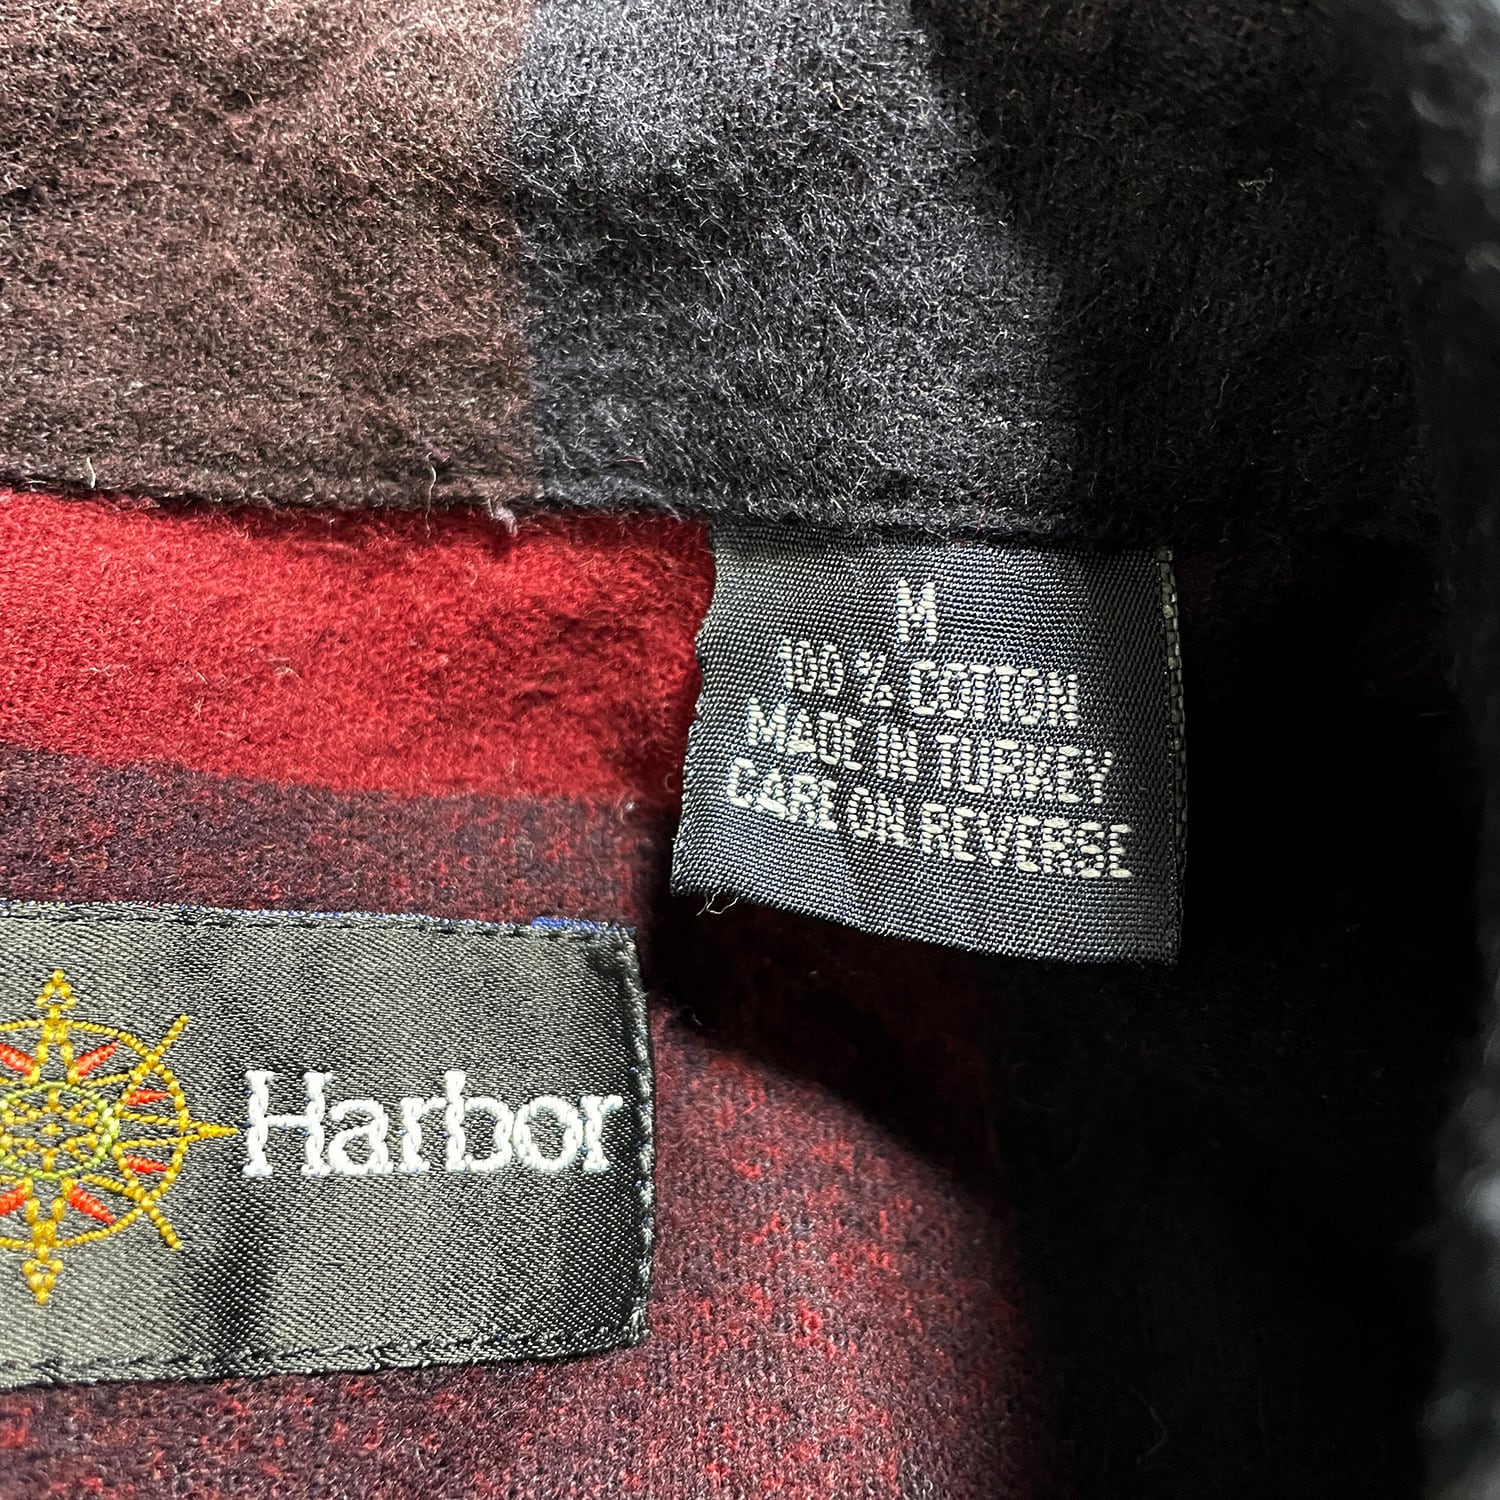 M
100% COTTON
MADE IN TURKEY
CARE ON REVERSE
Harbor